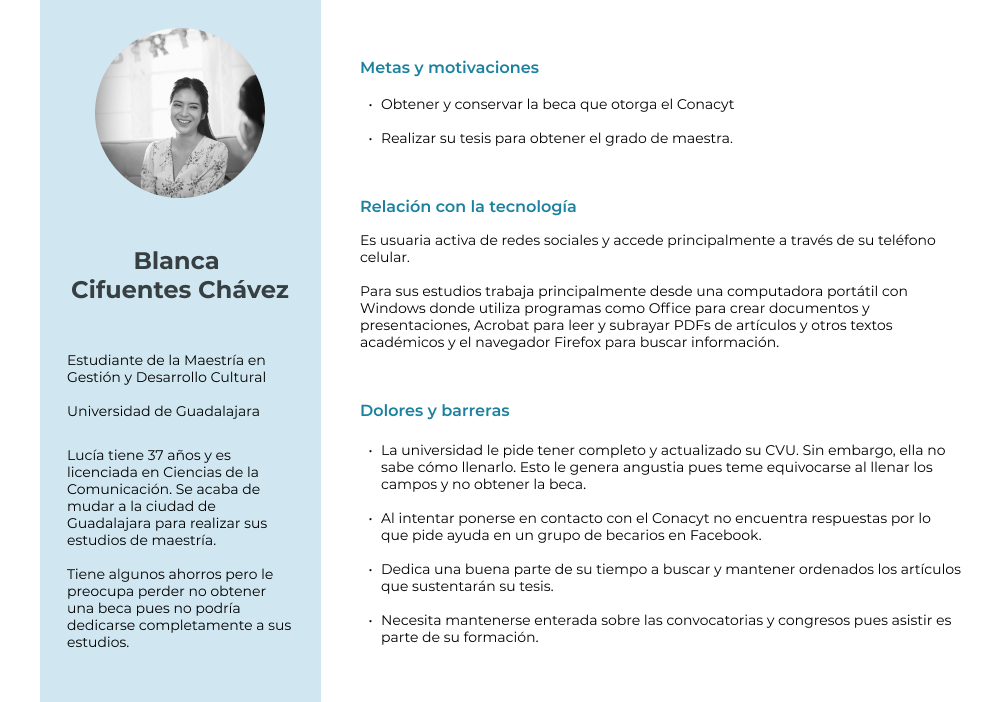 Blanca
Cifuentes Chávez
Estudiante de la Maestría en
Gestión y Desarrollo Cultural
Universidad de Guadalajara
Lucía tiene 37 años y es
licenciada en Ciencias de la
Comunicación. Se acaba de
mudar a la ciudad de
Guadalajara para realizar sus
estudios de maestría.
Tiene algunos ahorros pero le
preocupa perder no obtener
una beca pues no podría
dedicarse completamente a sus
estudios.
Metas y motivaciones
• Obtener y conservar la beca que otorga el Conacyt
• Realizar su tesis para obtener el grado de maestra.
Relación con la tecnología
Es usuaria activa de redes sociales y accede principalmente a través de su teléfono
celular.
Para sus estudios trabaja principalmente desde una computadora portátil con
Windows donde utiliza programas como Office para crear documentos y
presentaciones, Acrobat para leer y subrayar PDFs de artículos y otros textos
académicos y el navegador Firefox para buscar información.
Dolores y barreras
• La universidad le pide tener completo y actualizado su CVU. Sin embargo, ella no
sabe cómo llenarlo. Esto le genera angustia pues teme equivocarse al llenar los
campos y no obtener la beca.
• Al intentar ponerse en contacto con el Conacyt no encuentra respuestas por lo
que pide ayuda en un grupo de becarios en Facebook.
• Dedica una buena parte de su tiempo a buscar y mantener ordenados los artículos
que sustentarán su tesis.
• Necesita mantenerse enterada sobre las convocatorias y congresos pues asistir es
parte de su formación.